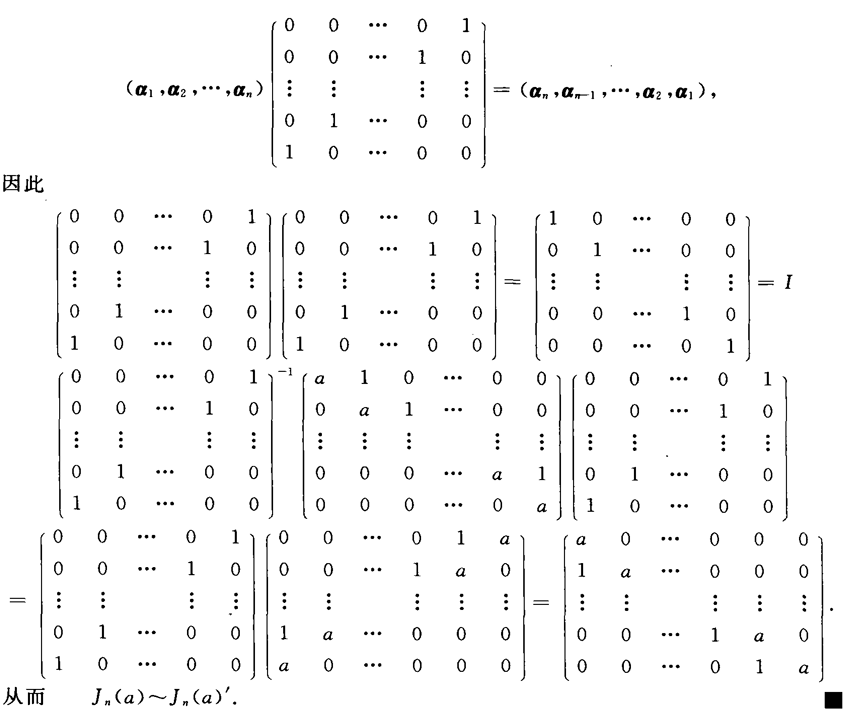 (α₁,α₂,⋯,αₙ) ( 0 0 ⋯ 0 1 ; 0 0 ⋯ 1 0 ; ⋮ ⋮ ⋮ ⋮ ; 0 1 ⋯ 0 0 ; 1 0 ⋯ 0 0 ) = (αₙ,αₙ₋₁,⋯,α₂,α₁),
因此
( 0 0 ⋯ 0 1 ; 0 0 ⋯ 1 0 ; ⋮ ⋮ ⋮ ⋮ ; 0 1 ⋯ 0 0 ; 1 0 ⋯ 0 0 ) ( 0 0 ⋯ 0 1 ; 0 0 ⋯ 1 0 ; ⋮ ⋮ ⋮ ⋮ ; 0 1 ⋯ 0 0 ; 1 0 ⋯ 0 0 ) = ( 1 0 ⋯ 0 0 ; 0 1 ⋯ 0 0 ; ⋮ ⋮ ⋮ ⋮ ; 0 0 ⋯ 1 0 ; 0 0 ⋯ 0 1 ) = I
( 0 0 ⋯ 0 1 ; 0 0 ⋯ 1 0 ; ⋮ ⋮ ⋮ ⋮ ; 0 1 ⋯ 0 0 ; 1 0 ⋯ 0 0 )⁻¹ ( a 1 0 ⋯ 0 0 ; 0 a 1 ⋯ 0 0 ; ⋮ ⋮ ⋮ ⋮ ⋮ ; 0 0 0 ⋯ a 1 ; 0 0 0 ⋯ 0 a ) ( 0 0 ⋯ 0 1 ; 0 0 ⋯ 1 0 ; ⋮ ⋮ ⋮ ⋮ ; 0 1 ⋯ 0 0 ; 1 0 ⋯ 0 0 )
= ( 0 0 ⋯ 0 1 ; 0 0 ⋯ 1 0 ; ⋮ ⋮ ⋮ ⋮ ; 0 1 ⋯ 0 0 ; 1 0 ⋯ 0 0 ) ( 0 0 ⋯ 0 1 a ; 0 0 ⋯ 1 a 0 ; ⋮ ⋮ ⋮ ⋮ ⋮ ; 1 a ⋯ 0 0 0 ; a 0 ⋯ 0 0 0 ) = ( a 0 ⋯ 0 0 0 ; 1 a ⋯ 0 0 0 ; ⋮ ⋮ ⋮ ⋮ ⋮ ; 0 0 ⋯ 1 a 0 ; 0 0 ⋯ 0 1 a ).
从而 Jₙ(a)～Jₙ(a)′. ■